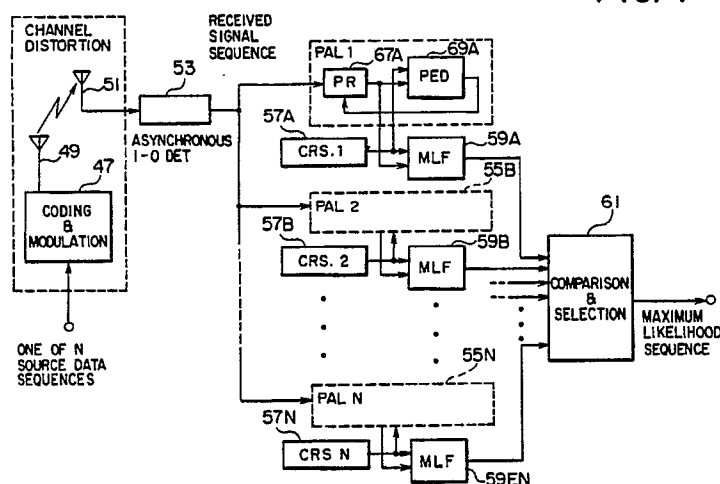 CHANNEL
DISTORTION
51
49
47
CODING
&
MODULATION
ONE OF N
SOURCE DATA
SEQUENCES
53
ASYNCHRONOUS
I-Q DET
RECEIVED
SIGNAL
SEQUENCE
PAL 1
67A
PR
69A
PED
57A
CRS.1
59A
MLF
55B
PAL 2
57B
CRS.2
59B
MLF
55N
PAL N
57N
CRS N
MLF
59EN
61
COMPARISON
&
SELECTION
MAXIMUM
LIKELIHOOD
SEQUENCE